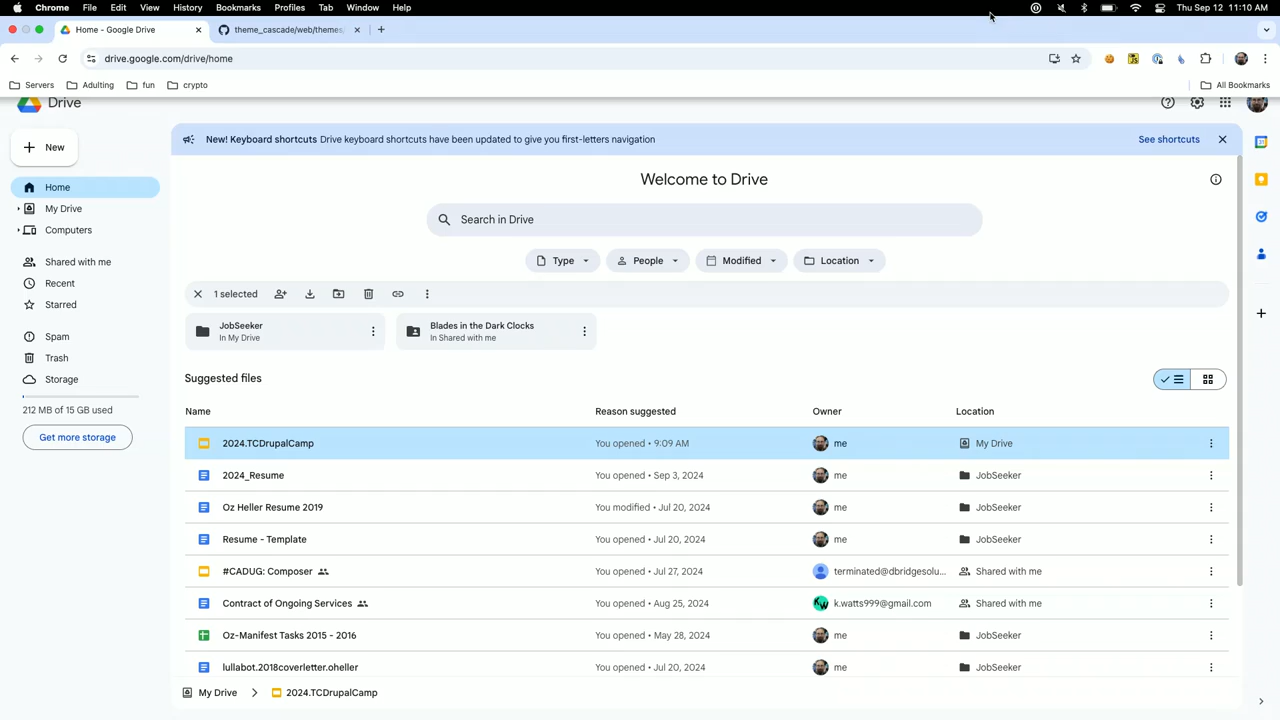 Chrome File Edit View History Bookmarks Profiles Tab Window Help Thu Sep 12 11:10 AM
Home - Google Drive theme_cascade/web/themes/
drive.google.com/drive/home
Servers Adulting fun crypto All Bookmarks
Drive
New! Keyboard shortcuts Drive keyboard shortcuts have been updated to give you first-letters navigation See shortcuts
New
Welcome to Drive
Home
My Drive
Computers
Shared with me
Recent
Starred
Spam
Trash
Storage
212 MB of 15 GB used
Get more storage
Search in Drive
Type People Modified Location
1 selected
JobSeeker
In My Drive
Blades in the Dark Clocks
In Shared with me
Suggested files
Name Reason suggested Owner Location
2024.TCDrupalCamp You opened • 9:09 AM me My Drive
2024_Resume You opened • Sep 3, 2024 me JobSeeker
Oz Heller Resume 2019 You modified • Jul 20, 2024 me JobSeeker
Resume - Template You opened • Jul 20, 2024 me JobSeeker
#CADUG: Composer You opened • Jul 27, 2024 terminated@dbridgesolu... Shared with me
Contract of Ongoing Services You opened • Aug 25, 2024 k.watts999@gmail.com Shared with me
Oz-Manifest Tasks 2015 - 2016 You opened • May 28, 2024 me JobSeeker
lullabot.2018coverletter.oheller You opened • Jul 20, 2024 me JobSeeker
My Drive 2024.TCDrupalCamp